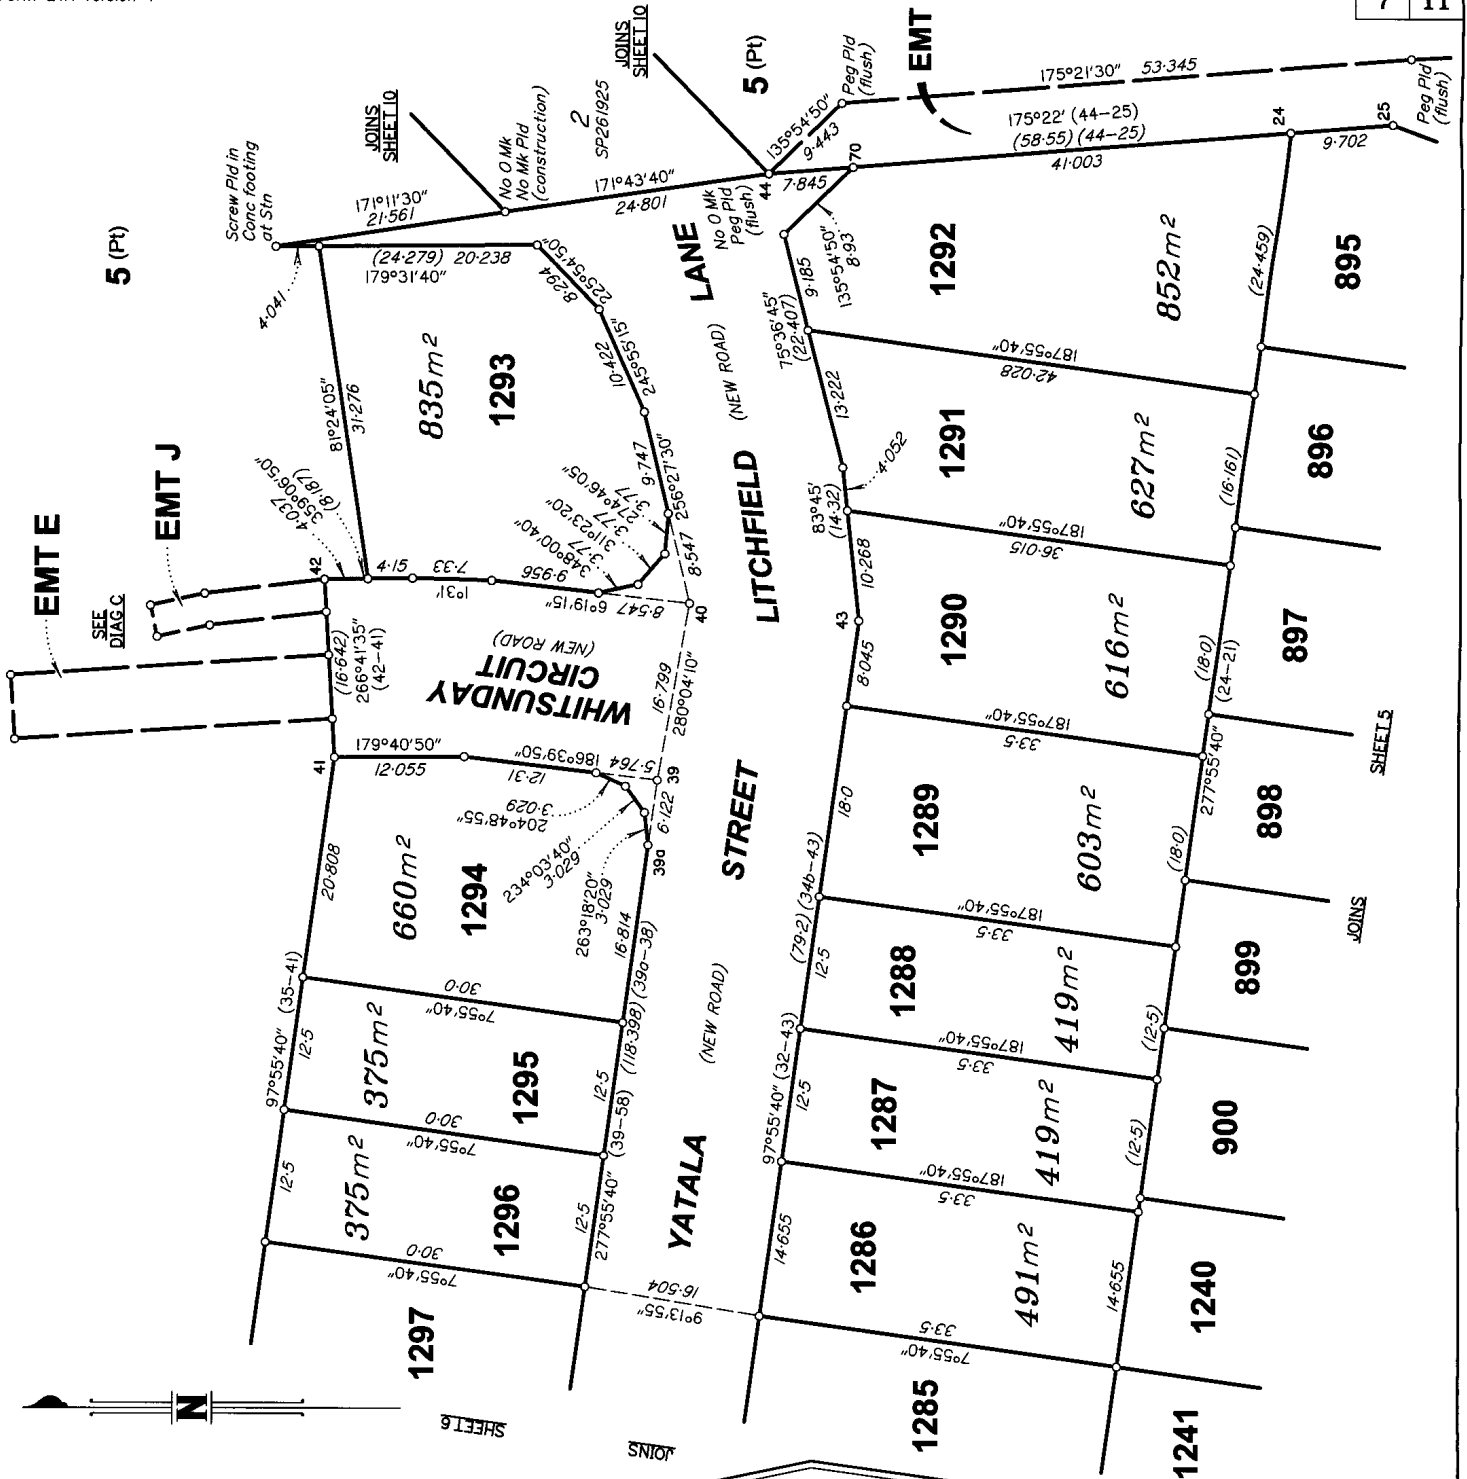 7 11
5 (Pt)
Screw Pld in
Conc footing
at Stn
171°11'30"
21·561
JOINS
SHEET 10
No O Mk
No Mk Pld
(construction)
2
SP261925
JOINS
SHEET 10
5 (Pt)
EMT
Peg Pld
(flush)
135°54'50"
9·443
175°21'30" 53·345
Peg Pld
(flush)
175°22' (44-25)
(58·55) (44-25)
41·003
24
9·702
25
44
7·845
70
171°43'40"
24·801
No O Mk
Peg Pld
(flush)
4·041
(24·279) 20·238
179°31'40"
8·294
225°54'50"
10·422
245°55'15"
9·747
256°27'30"
3·77
274°46'05"
3·77
311°23'20"
3·77
348°00'40"
8·547
8·547
6°19'15"
9·956
1°31'
7·33
4·15
81°24'05"
31·276
835m²
1293
4·037
359°06'50"
(8·187)
EMT J
EMT E
SEE
DIAG C
42
(16·642)
266°41'35"
(42-41)
41
WHITSUNDAY
CIRCUIT
(NEW ROAD)
40
16·799
280°04'10"
39
5·764
6·122
39a
179°40'50"
12·055
186°39'50"
12·31
204°48'55"
3·029
234°03'40"
3·029
263°18'20"
3·029
20·808
660m²
1294
16·814
(118·398) (39a-38)
97°55'40" (35-41)
12·5
30·0
7°55'40"
375m²
1295
12·5
(39-58)
30·0
7°55'40"
12·5
375m²
1296
12·5
277°55'40"
30·0
7°55'40"
1297
LITCHFIELD LANE
(NEW ROAD)
YATALA STREET
(NEW ROAD)
16·504
9°13'55"
135°54'50"
8·93
9·185
75°36'45"
(22·407)
13·222
1292
852m²
(24·459)
895
187°55'40"
42·028
4·052
83°45'
(14·32)
1291
627m²
(16·161)
896
187°55'40"
36·015
10·268
43
8·045
1290
616m²
(18·0)
(24-21)
897
187°55'40"
33·5
18·0
1289
603m²
277°55'40"
(18·0)
898
SHEET 5
JOINS
187°55'40"
33·5
(79·2) (34b-43)
12·5
1288
419m²
(12·5)
899
187°55'40"
33·5
97°55'40" (32-43)
12·5
1287
419m²
(12·5)
900
187°55'40"
33·5
14·655
1286
491m²
14·655
1240
33·5
7°55'40"
1285
1241
N
SHEET 6
JOINS